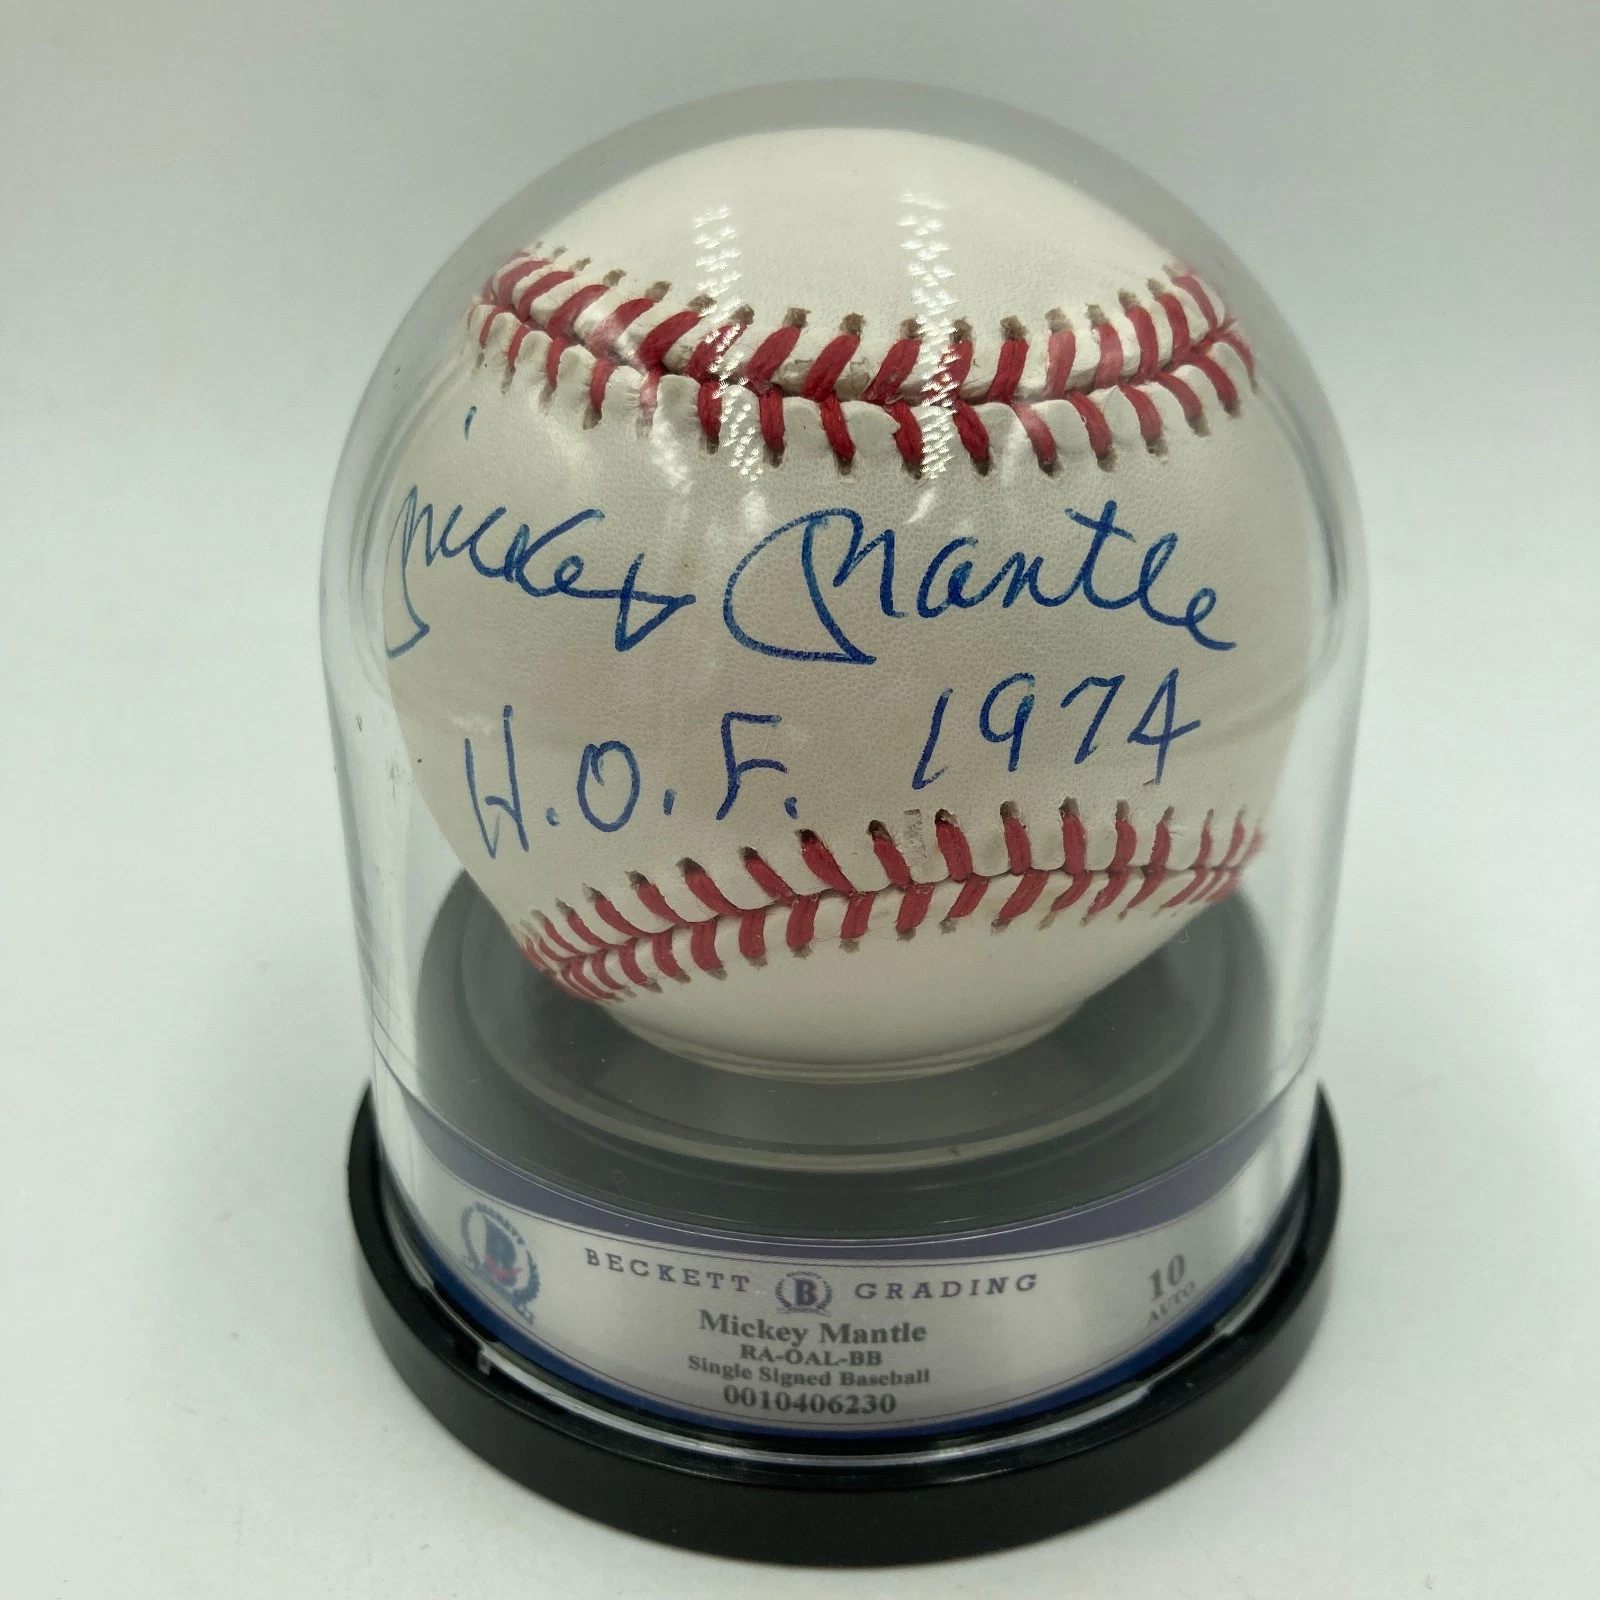 Mickey Mantle
H.O.F. 1974
BECKETT B GRADING
Mickey Mantle
RA-OAL-BB
Single Signed Baseball
0010406230
10
AUTO